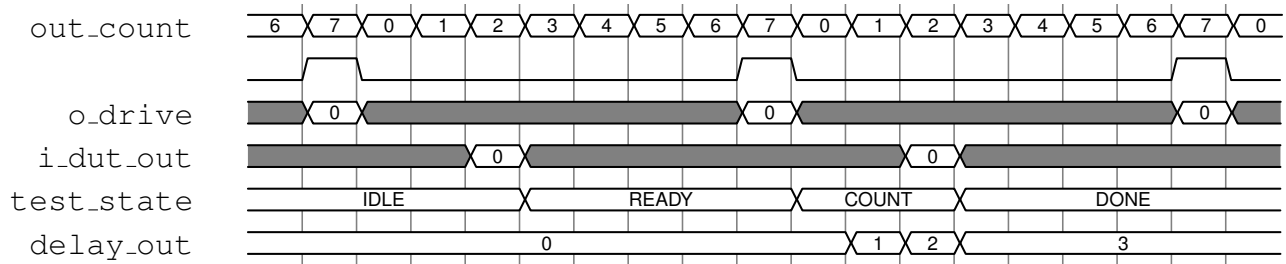 out_count 6 7 0 1 2 3 4 5 6 7 0 1 2 3 4 5 6 7 0
o_drive 0 0 0
i_dut_out 0 0
test_state IDLE READY COUNT DONE
delay_out 0 1 2 3